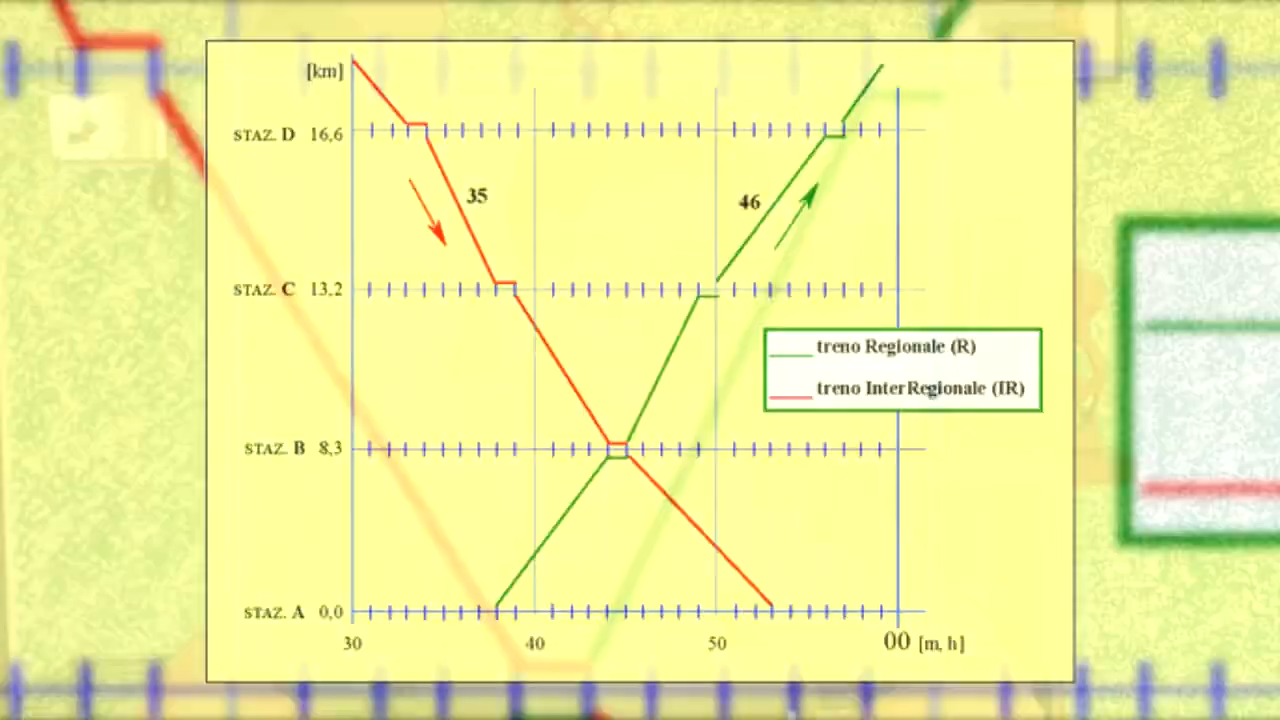 [km]
STAZ. D 16,6
35
46
STAZ. C 13,2
treno Regionale (R)
treno InterRegionale (IR)
STAZ. B 8,3
STAZ. A 0,0
30 40 50 00 [m, h]